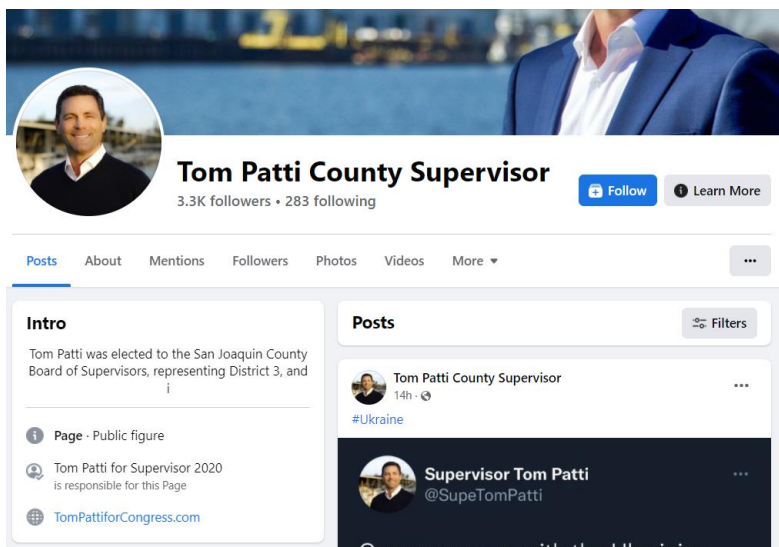 Tom Patti County Supervisor
3.3K followers • 283 following
Follow
Learn More
Posts
About
Mentions
Followers
Photos
Videos
More
Intro
Tom Patti was elected to the San Joaquin County
Board of Supervisors, representing District 3, and
i
Page · Public figure
Tom Patti for Supervisor 2020
is responsible for this Page
TomPattiforCongress.com
Posts
Filters
Tom Patti County Supervisor
14h ·
#Ukraine
Supervisor Tom Patti
@SupeTomPatti